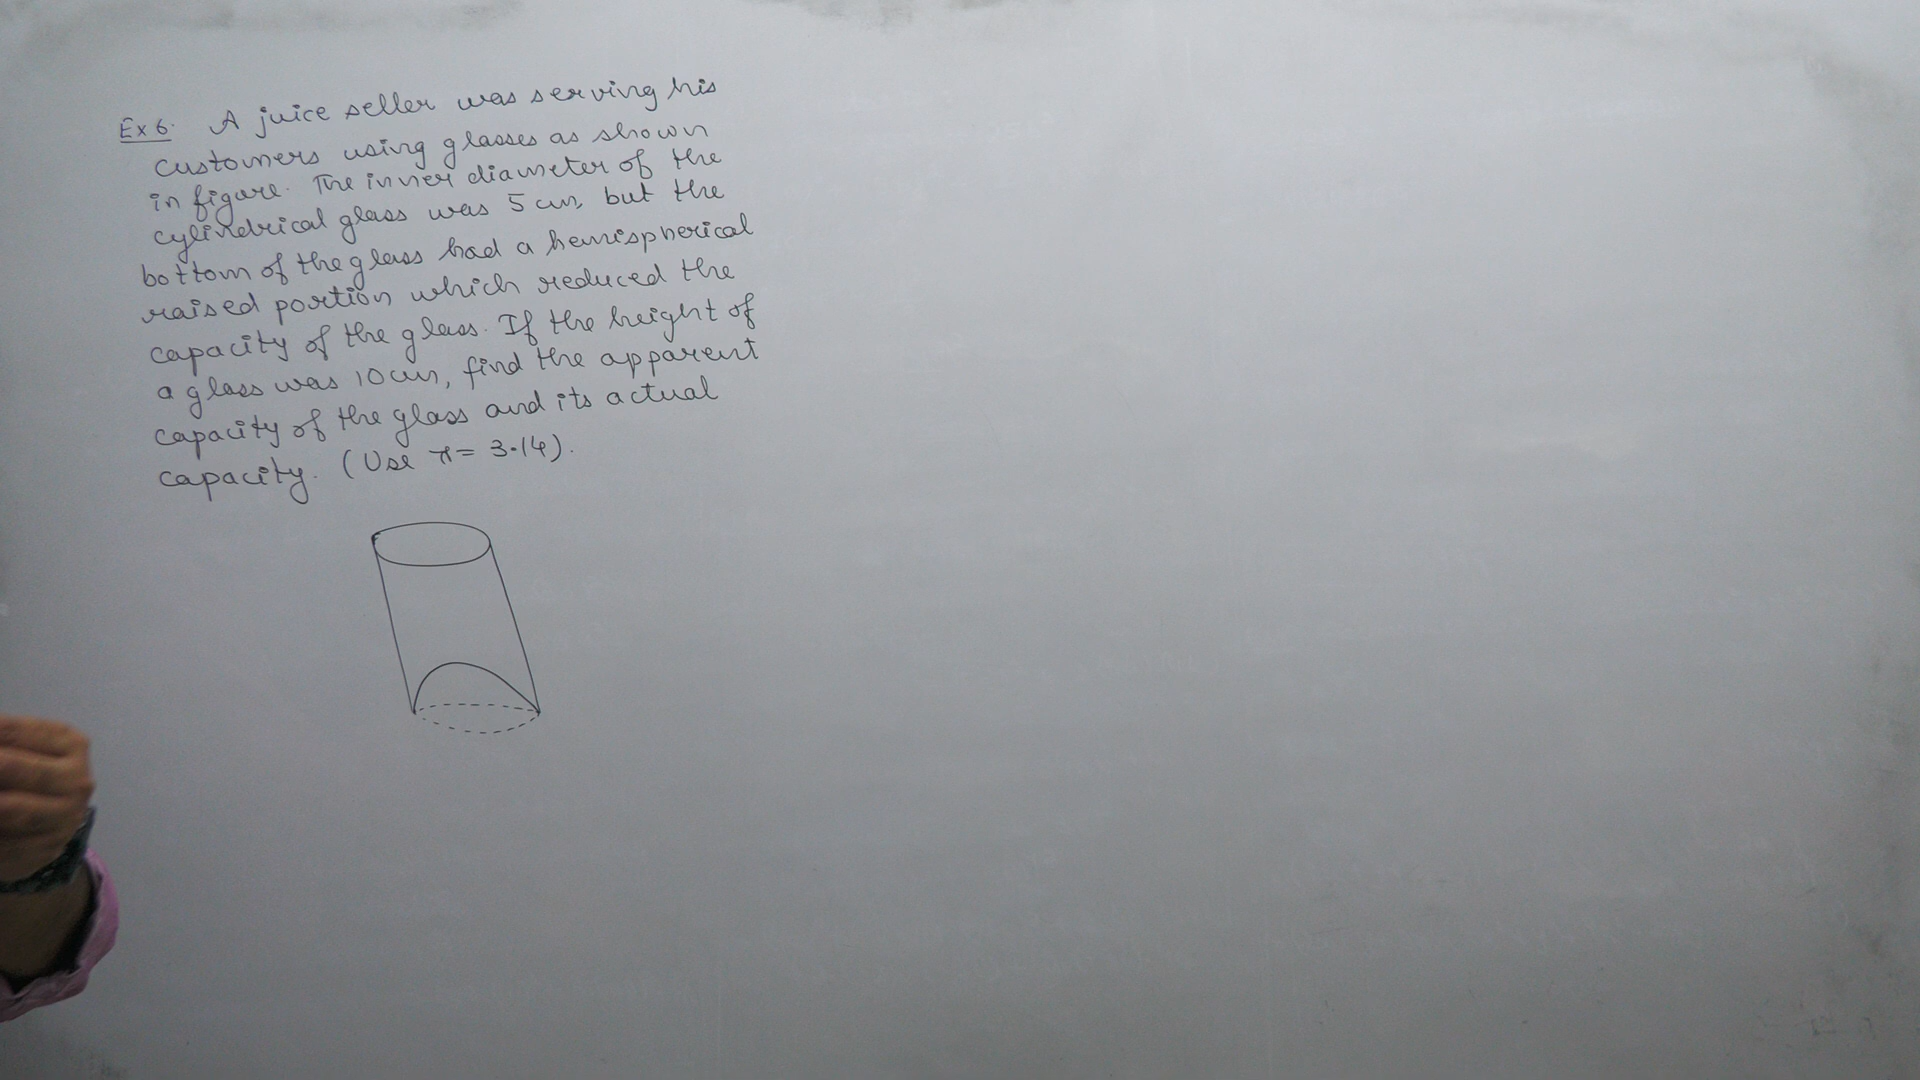 Ex 6. A juice seller was serving his
customers using glasses as shown
in figure. The inner diameter of the
cylindrical glass was 5 cm, but the
bottom of the glass had a hemispherical
raised portion which reduced the
capacity of the glass. If the height of
a glass was 10 cm, find the apparent
capacity of the glass and its actual
capacity. (Use π = 3.14).